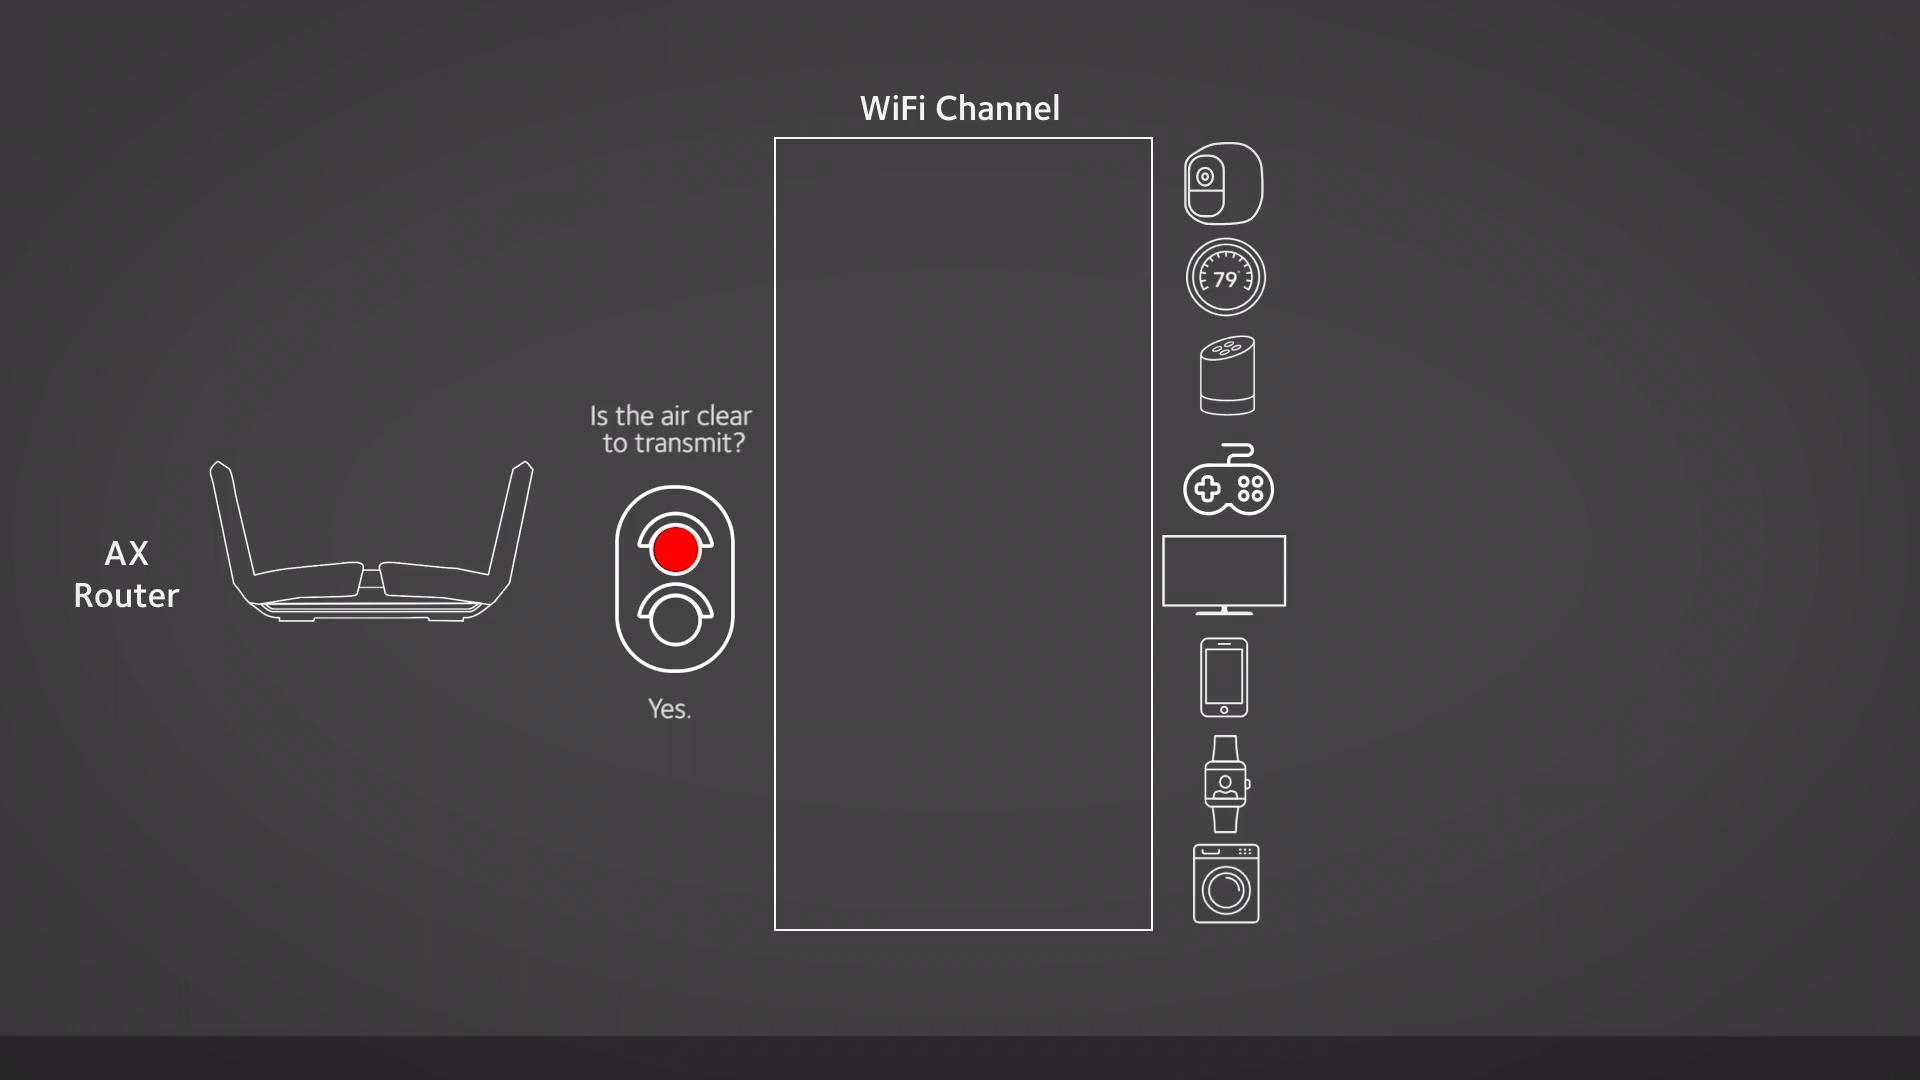 WiFi Channel
79°
Is the air clear
to transmit?
AX
Router
Yes.